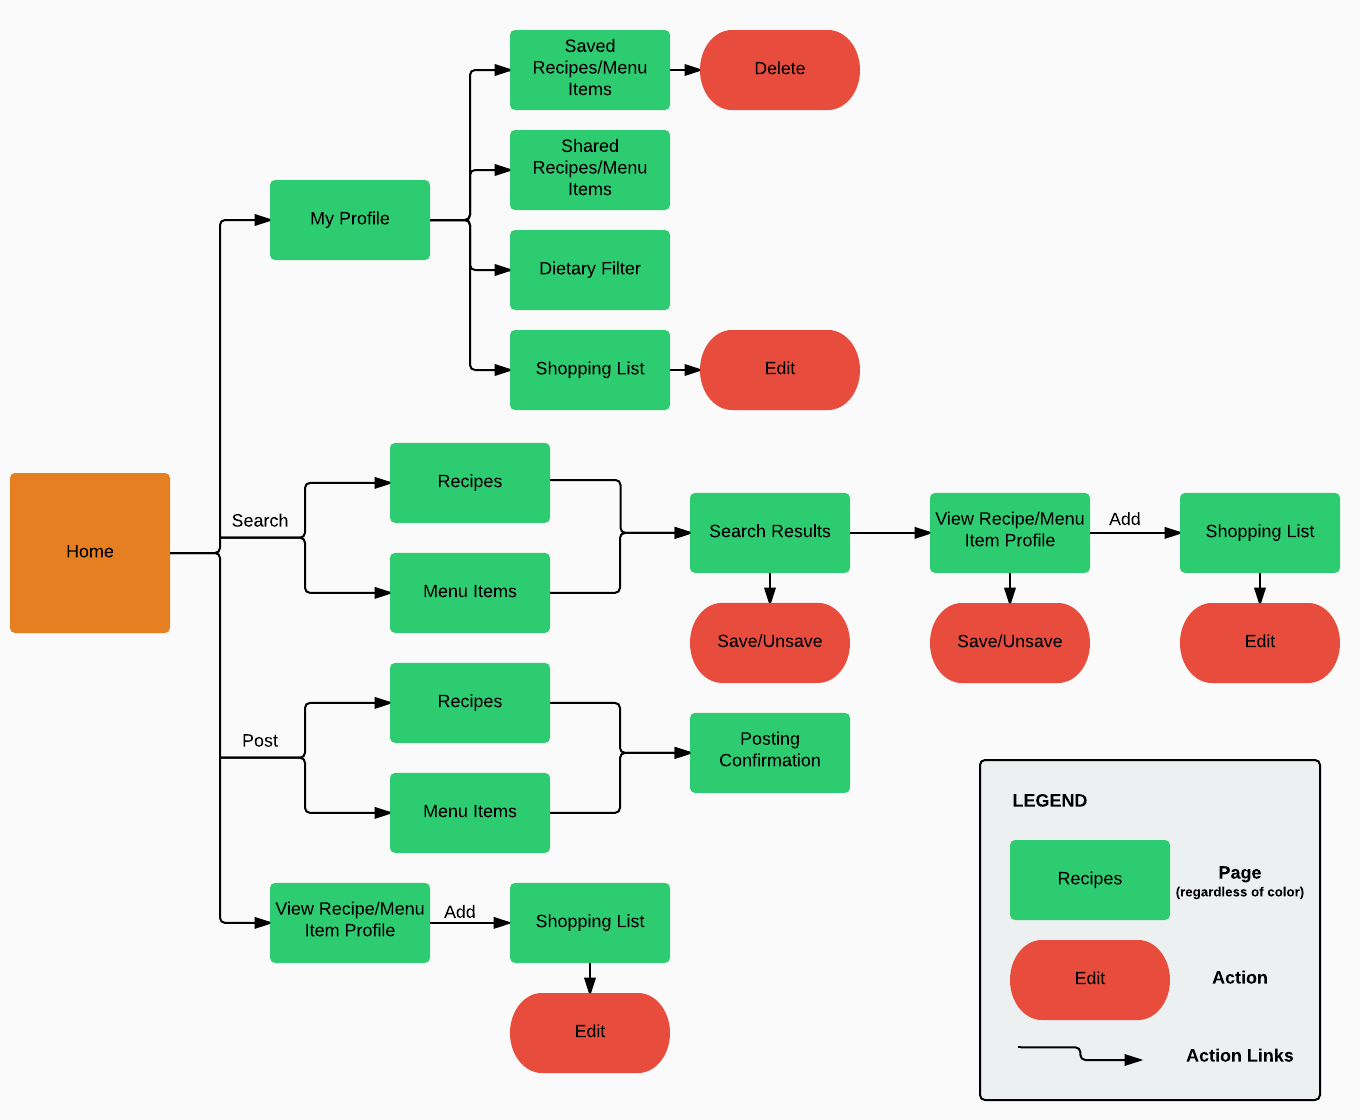 Saved
Recipes/Menu
Items
Delete
Shared
Recipes/Menu
Items
My Profile
Dietary Filter
Shopping List
Edit
Home
Search
Recipes
Menu Items
Search Results
View Recipe/Menu
Item Profile
Add
Shopping List
Save/Unsave
Save/Unsave
Edit
Post
Recipes
Menu Items
Posting
Confirmation
View Recipe/Menu
Item Profile
Add
Shopping List
Edit
LEGEND
Recipes
Page
(regardless of color)
Edit
Action
Action Links